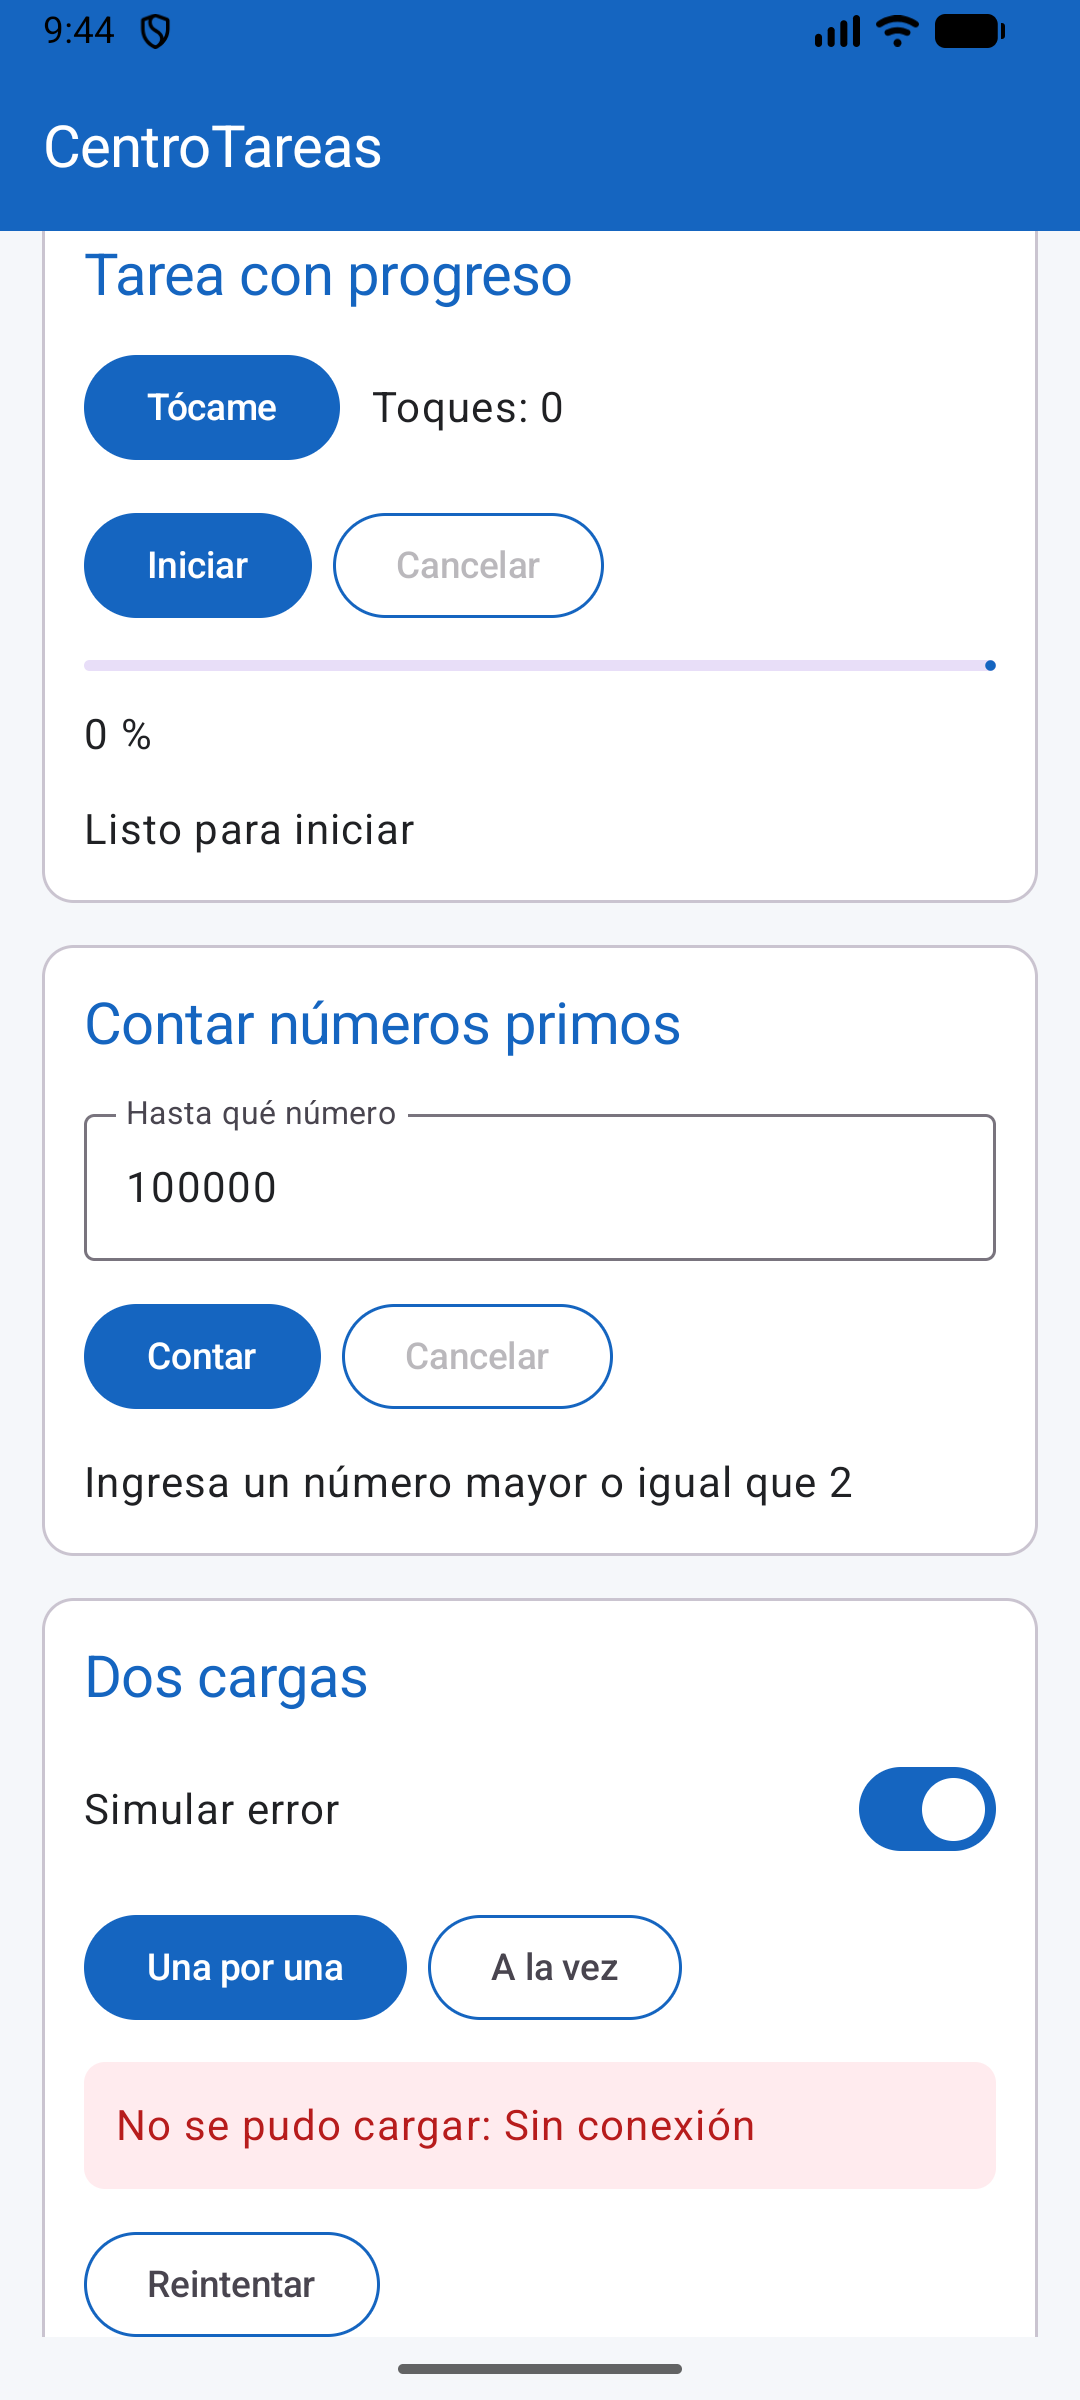 9:44
CentroTareas
Tarea con progreso
Tócame
Toques: 0
Iniciar
Cancelar
0 %
Listo para iniciar
Contar números primos
Hasta qué número
100000
Contar
Cancelar
Ingresa un número mayor o igual que 2
Dos cargas
Simular error
Una por una
A la vez
No se pudo cargar: Sin conexión
Reintentar